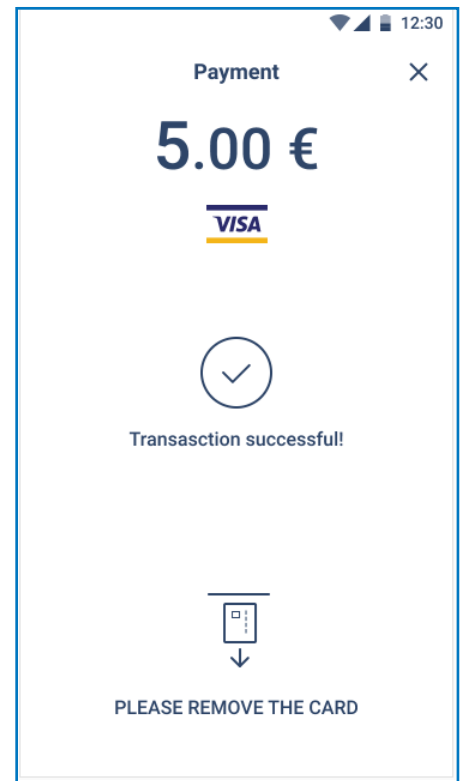 12:30
Payment
5.00 €
VISA
Transasction successful!
PLEASE REMOVE THE CARD